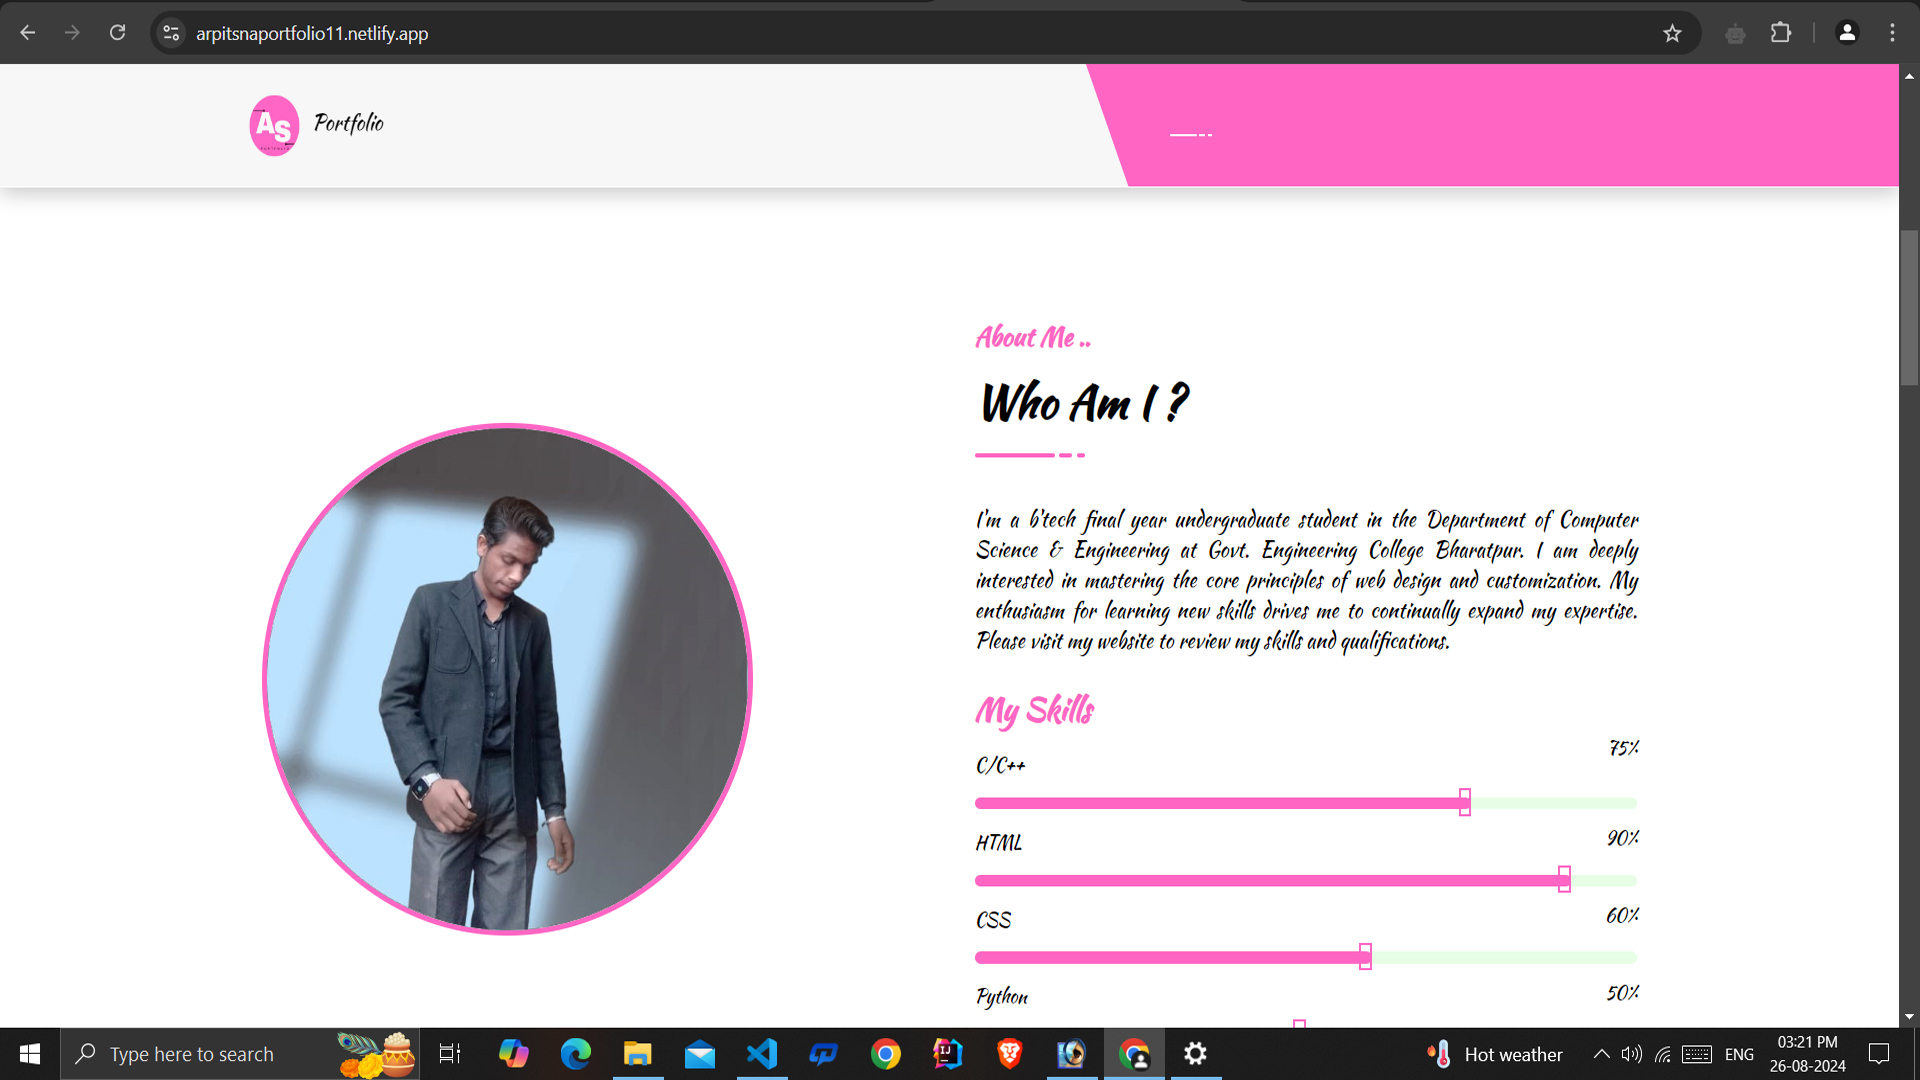 arpitsnaportfolio11.netlify.app
AS
Portfolio
About Me ..
Who Am I ?
I'm a b'tech final year undergraduate student in the Department of Computer
Science & Engineering at Govt. Engineering College Bharatpur. I am deeply
interested in mastering the core principles of web design and customization. My
enthusiasm for learning new skills drives me to continually expand my expertise.
Please visit my website to review my skills and qualifications.
My Skills
C/C++
75%
HTML
90%
CSS
60%
Python
50%
Type here to search
Hot weather
ENG
03:21 PM
26-08-2024